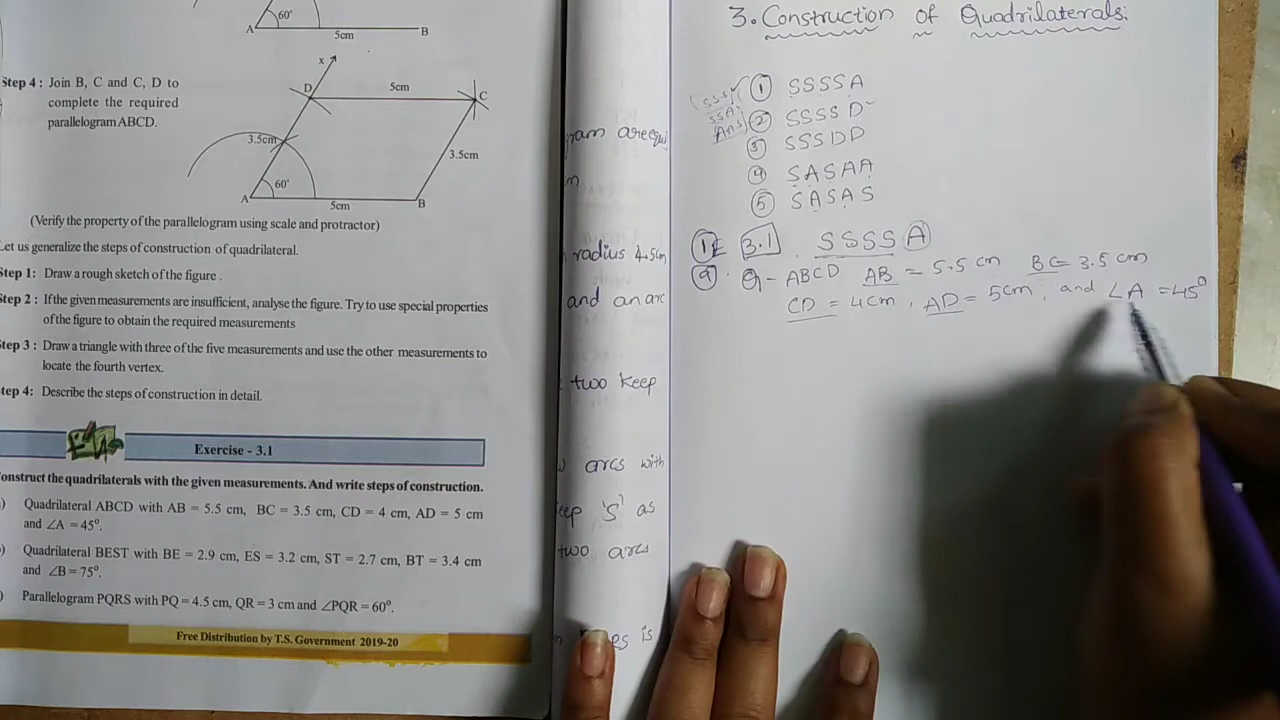 A 60° 5cm B
Step 4 : Join B, C and C, D to
complete the required
parallelogram ABCD.
x
D 5cm C
3.5cm 3.5cm
A 60° 5cm B
(Verify the property of the parallelogram using scale and protractor)
Let us generalize the steps of construction of quadrilateral.
Step 1: Draw a rough sketch of the figure .
Step 2 : If the given measurements are insufficient, analyse the figure. Try to use special properties
of the figure to obtain the required measurements
Step 3 : Draw a triangle with three of the five measurements and use the other measurements to
locate the fourth vertex.
tep 4: Describe the steps of construction in detail.
Exercise - 3.1
onstruct the quadrilaterals with the given measurements. And write steps of construction.
) Quadrilateral ABCD with AB = 5.5 cm, BC = 3.5 cm, CD = 4 cm, AD = 5 cm
and ∠A = 45°.
) Quadrilateral BEST with BE = 2.9 cm, ES = 3.2 cm, ST = 2.7 cm, BT = 3.4 cm
and ∠B = 75°.
) Parallelogram PQRS with PQ = 4.5 cm, QR = 3 cm and ∠PQR = 60°.
Free Distribution by T.S. Government 2019-20
radius 4.5cm
and an arc
two keep
arcs with
as
two arcs
is
3. Construction of Quadrilaterals:
① SSSSA
② SSSSD
③ SSSDD
④ SASAA
⑤ SASAS
3.1 SSSSA
Q - ABCD AB = 5.5 cm BC = 3.5 cm
CD = 4cm, AD = 5cm, and ∠A = 45°